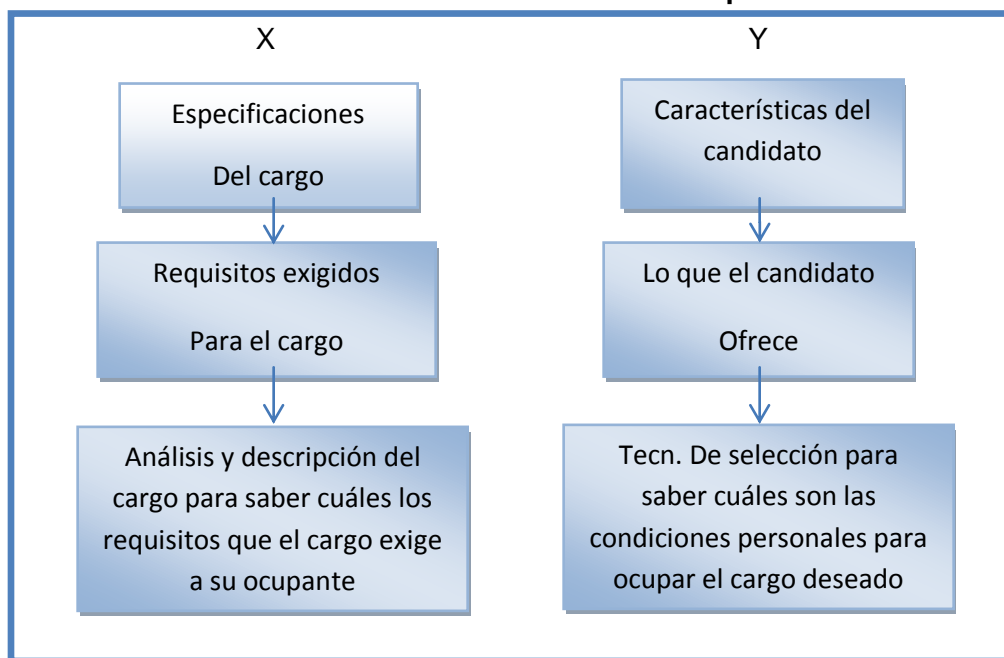 X
Y
Especificaciones
Del cargo
Características del
candidato
Requisitos exigidos
Para el cargo
Lo que el candidato
Ofrece
Análisis y descripción del
cargo para saber cuáles los
requisitos que el cargo exige
a su ocupante
Tecn. De selección para
saber cuáles son las
condiciones personales para
ocupar el cargo deseado